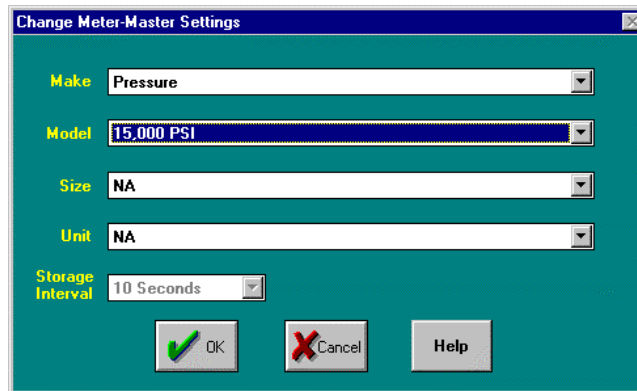 Change Meter-Master Settings
Make Pressure
Model 15,000 PSI
Size NA
Unit NA
Storage
Interval 10 Seconds
OK Cancel Help